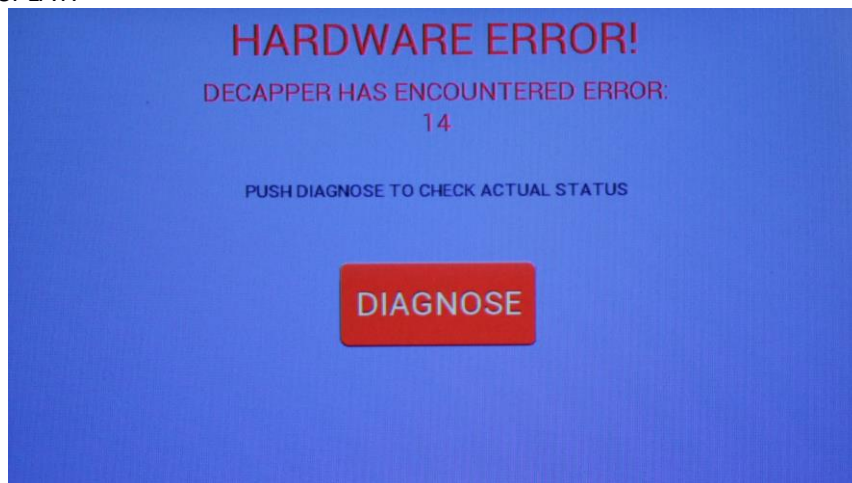 HARDWARE ERROR!
DECAPPER HAS ENCOUNTERED ERROR:
14
PUSH DIAGNOSE TO CHECK ACTUAL STATUS
DIAGNOSE